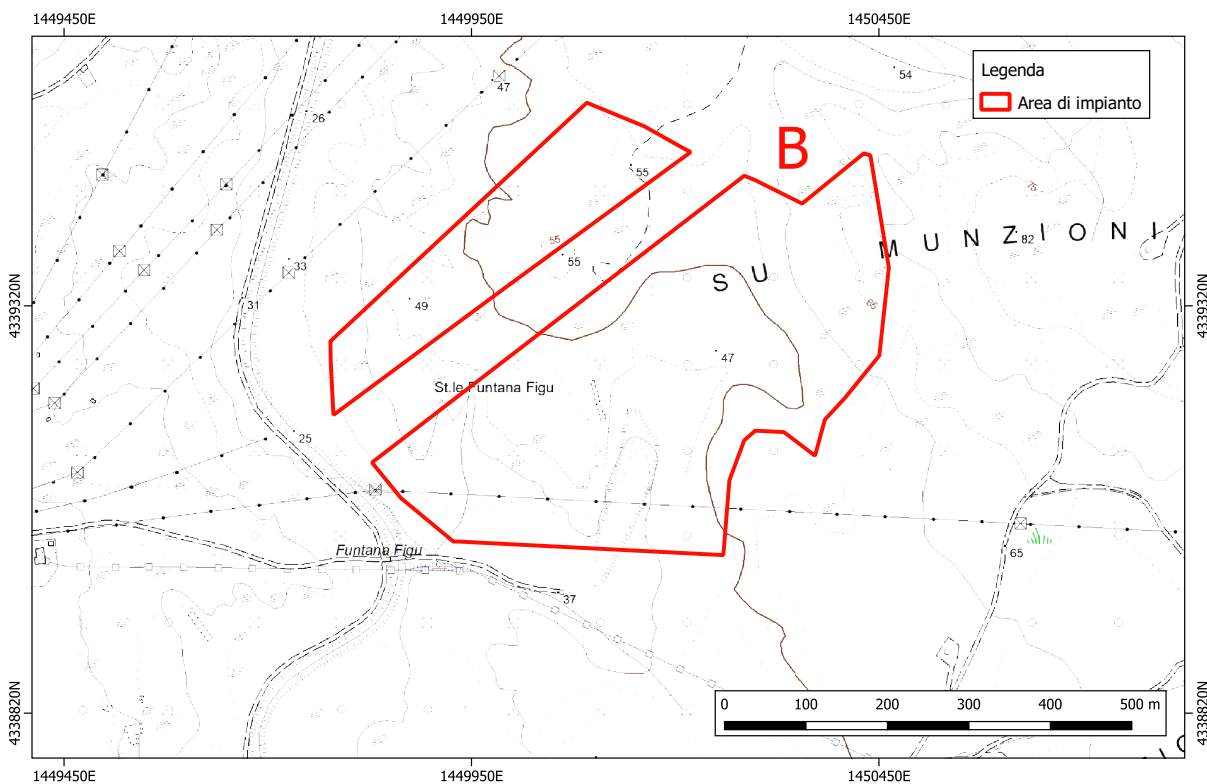 1449450E 1449950E 1450450E
Legenda
Area di impianto
54
47
26
B
55
75
SU MUNZIONI
82
55
55
33
49
31
4339320N
4339320N
65
47
St.le Funtana Figu
25
Funtana Figu
65
37
0 100 200 300 400 500 m
4338820N
4338820N
1449450E 1449950E 1450450E